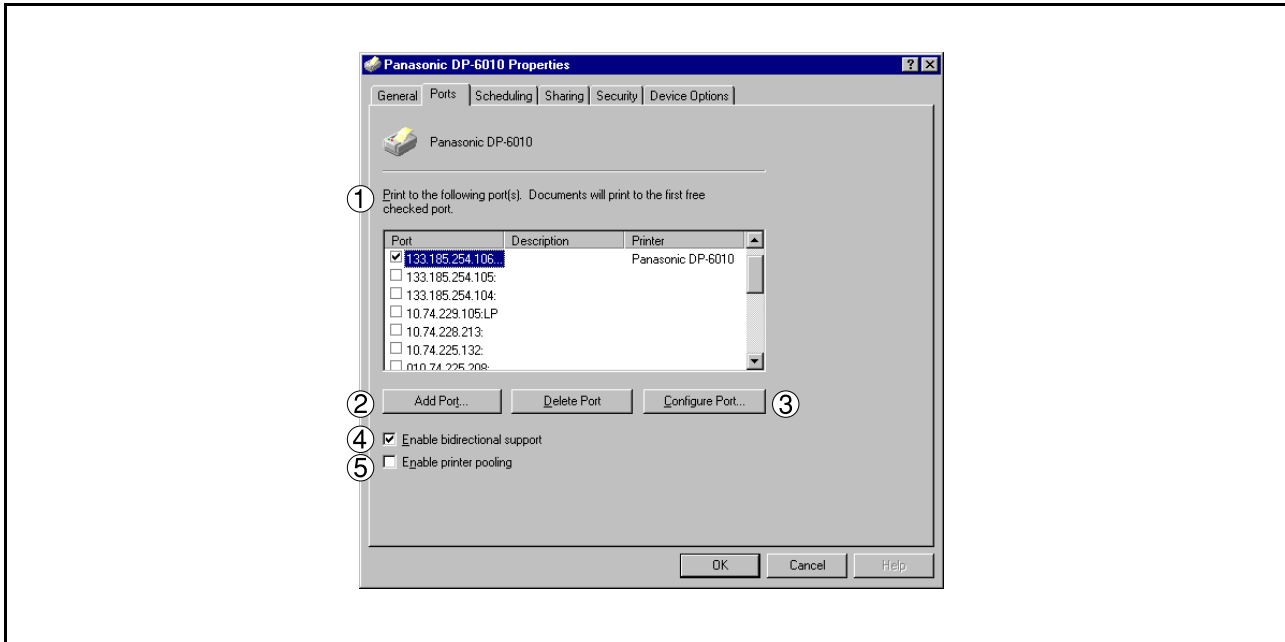 Panasonic DP-6010 Properties
General Ports Scheduling Sharing Security Device Options
Panasonic DP-6010
① Print to the following port(s). Documents will print to the first free
checked port.
Port Description Printer
133.185.254.106... Panasonic DP-6010
133.185.254.105:
133.185.254.104:
10.74.229.105:LP
10.74.228.213:
10.74.225.132:
010.74.225.208:
② Add Port... Delete Port Configure Port... ③
④ Enable bidirectional support
⑤ Enable printer pooling
OK Cancel Help